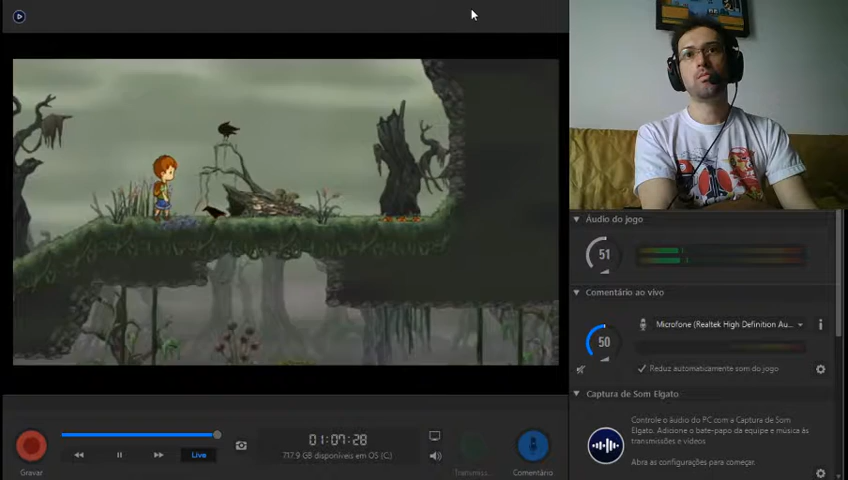 Áudio do jogo
51
Comentário ao vivo
Microfone (Realtek High Definition Au...
50
Reduz automaticamente som do jogo
Captura de Som Elgato
Controle o áudio do PC com a Captura de Som
Elgato. Adicione o bate-papo da equipe e música às
transmissões e vídeos
Abra as configurações para começar.
Live
01:07:28
717.9 GB disponíveis em OS (C:)
Gravar
Transmiss...
Comentário